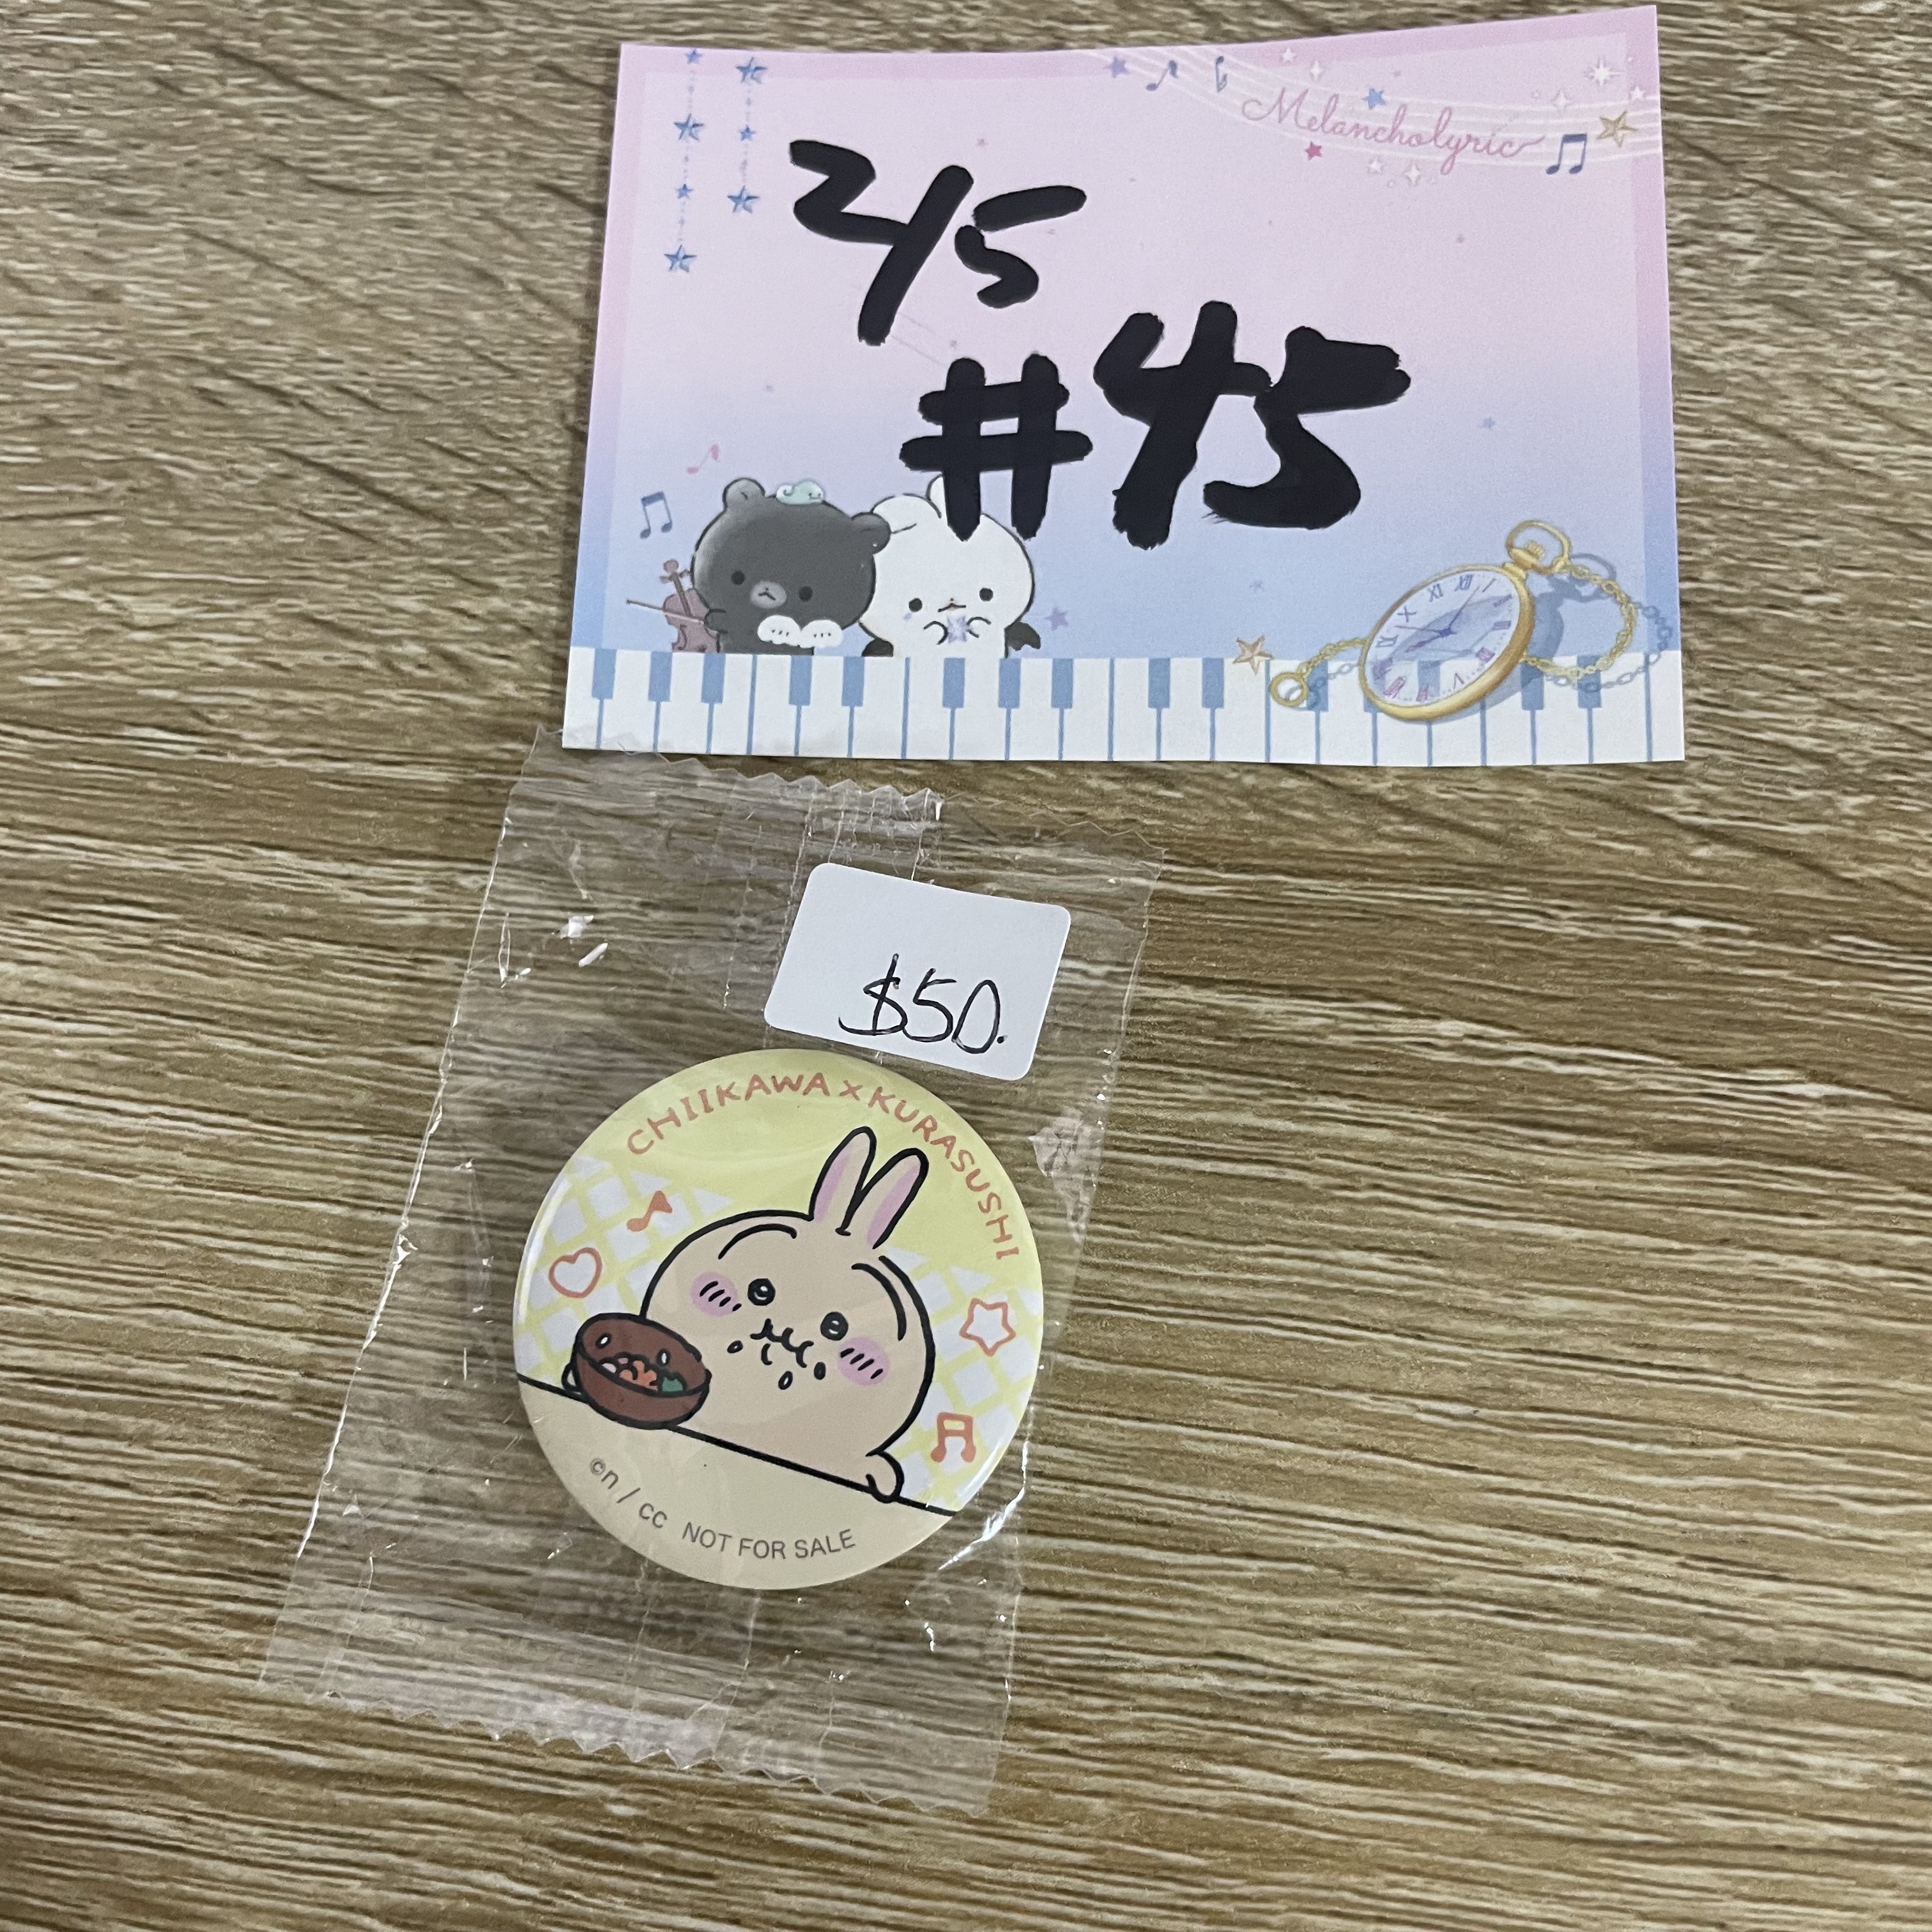 Melancholyric
2/5
#45
$50.
CHIIKAWA x KURASUSHI
©n / cc NOT FOR SALE